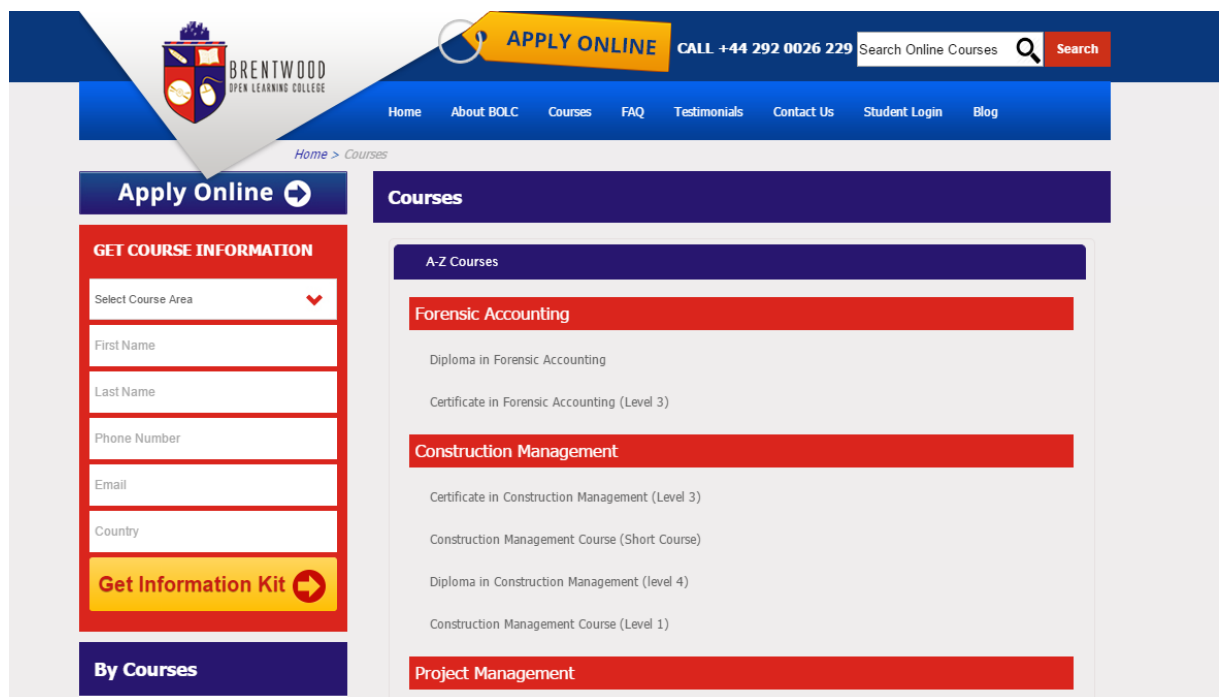 BRENTWOOD
OPEN LEARNING COLLEGE
APPLY ONLINE
CALL +44 292 0026 229
Search Online Courses
Search
Home About BOLC Courses FAQ Testimonials Contact Us Student Login Blog
Home > Courses
Apply Online
GET COURSE INFORMATION
Select Course Area
First Name
Last Name
Phone Number
Email
Country
Get Information Kit
By Courses
Courses
A-Z Courses
Forensic Accounting
Diploma in Forensic Accounting
Certificate in Forensic Accounting (Level 3)
Construction Management
Certificate in Construction Management (Level 3)
Construction Management Course (Short Course)
Diploma in Construction Management (level 4)
Construction Management Course (Level 1)
Project Management